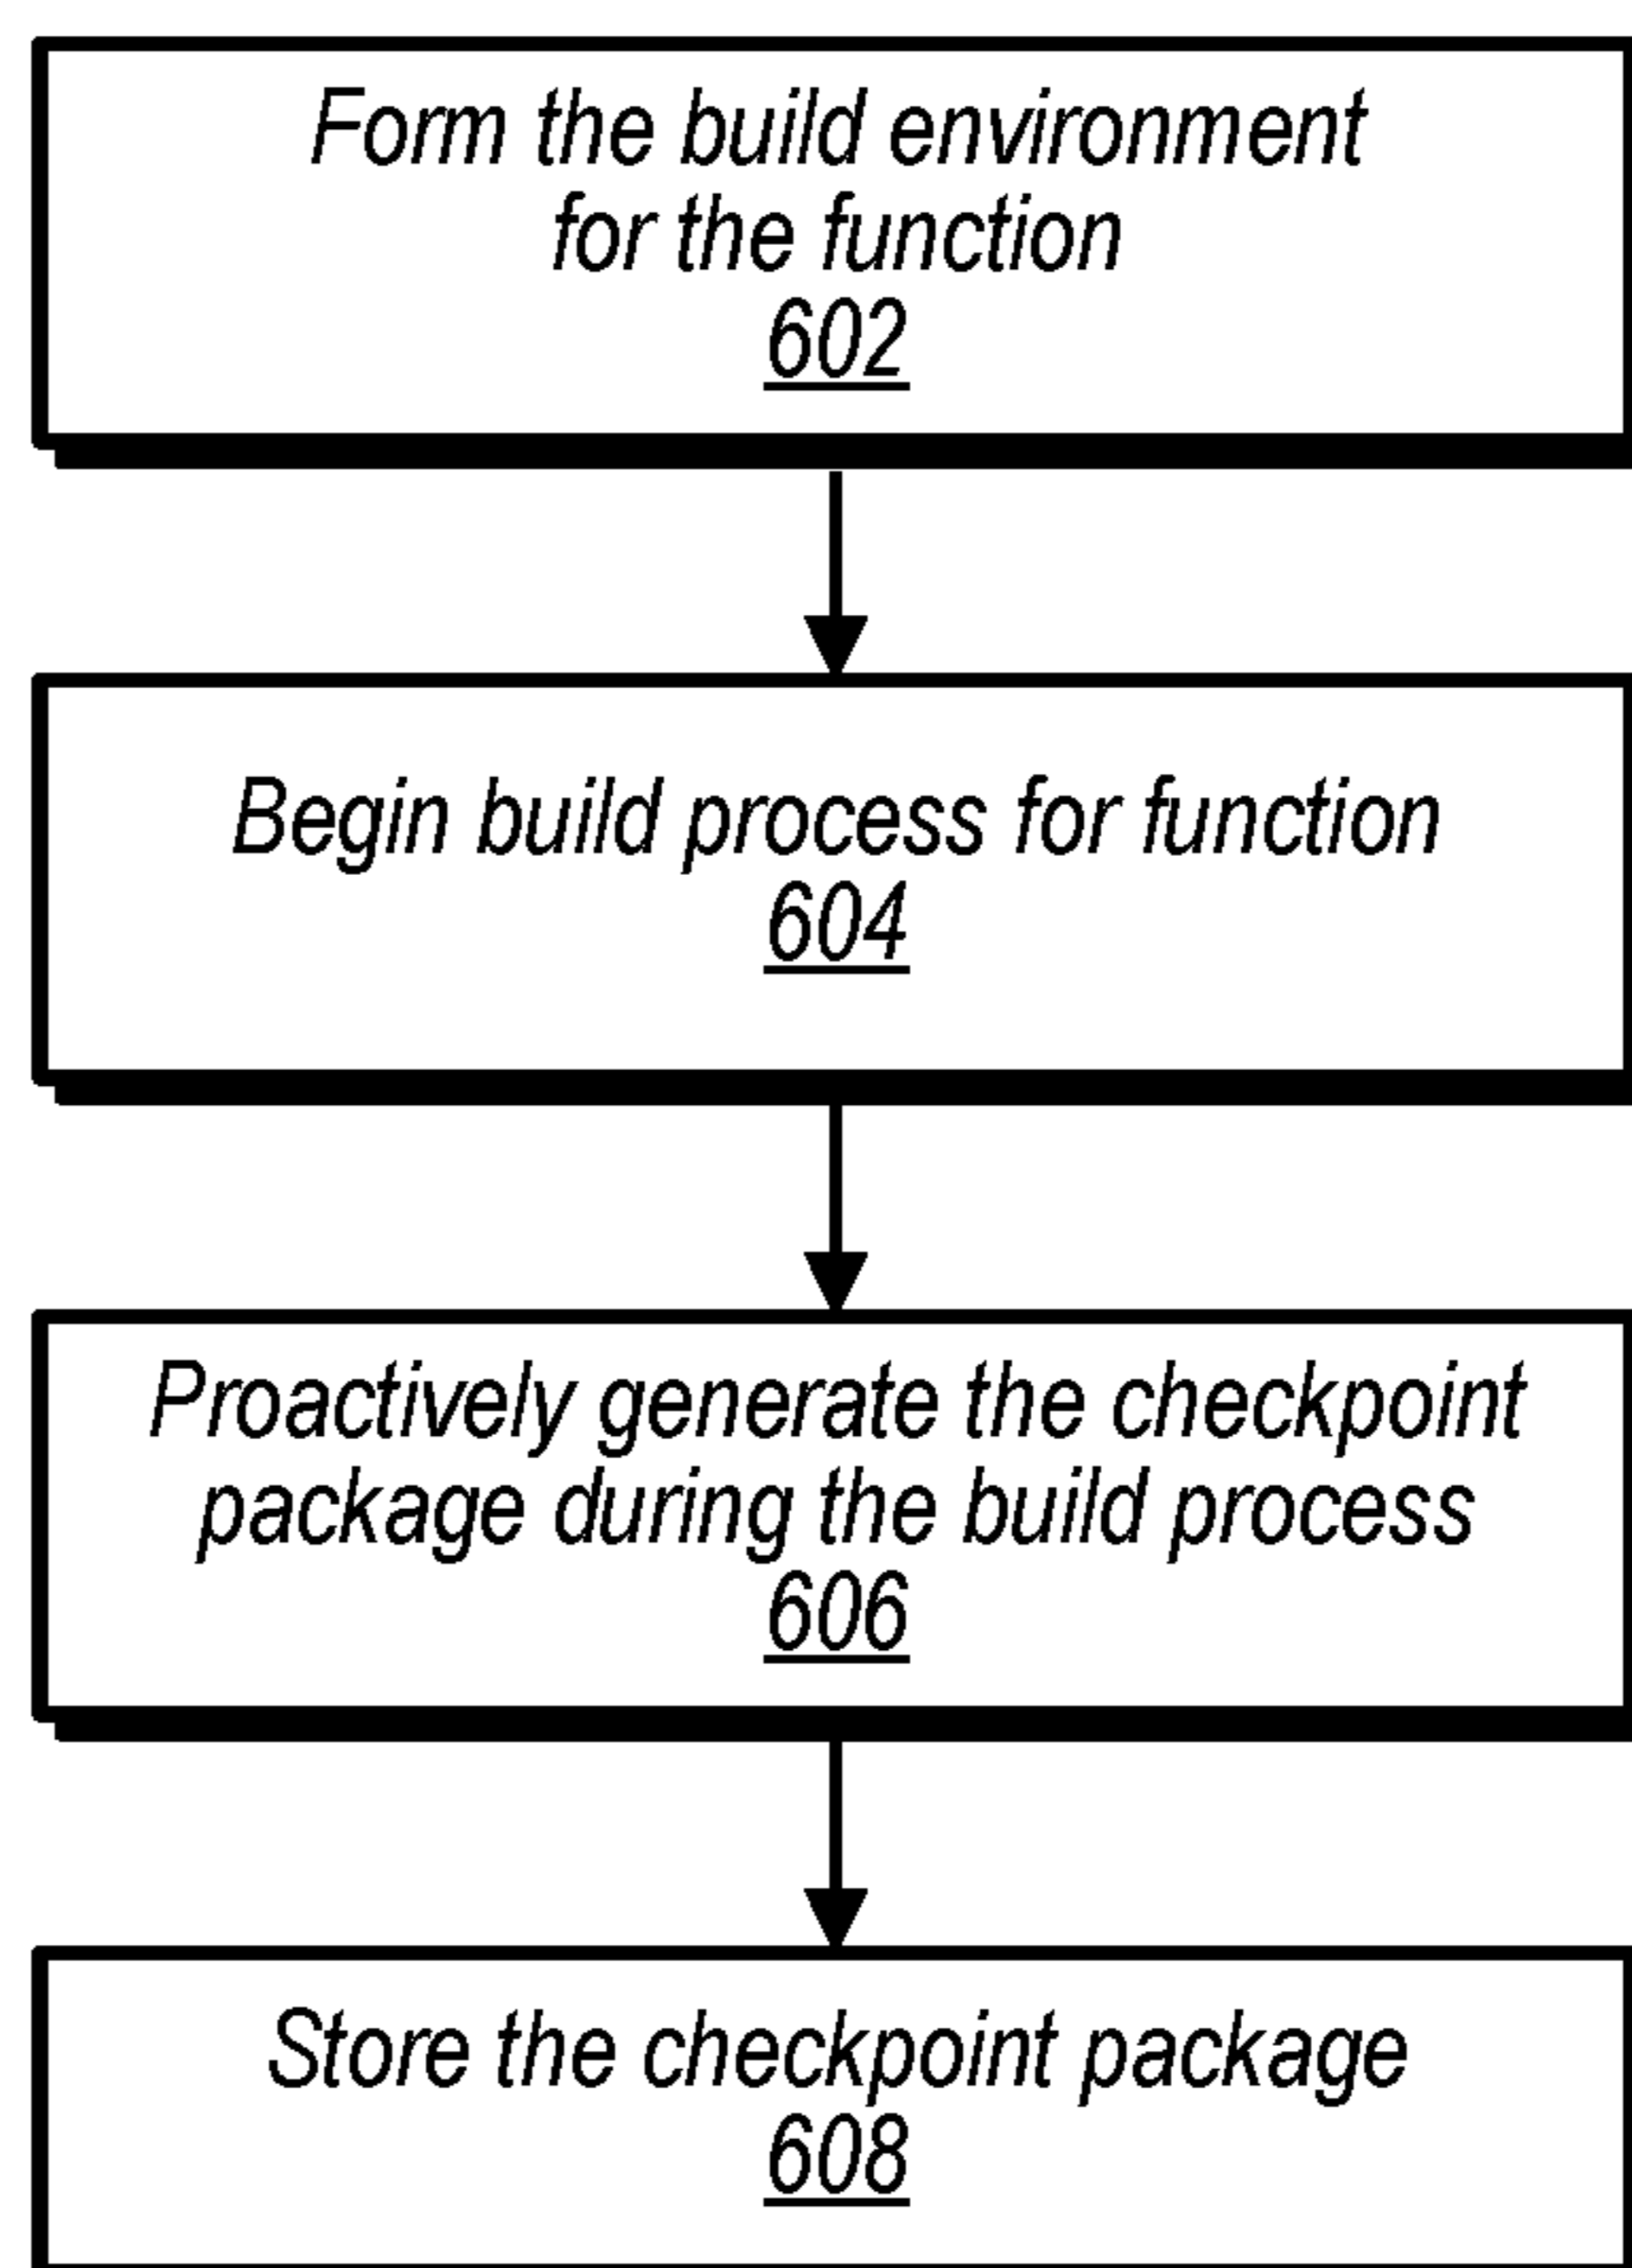 Form the build environment
for the function
602
Begin build process for function
604
Proactively generate the checkpoint
package during the build process
606
Store the checkpoint package
608